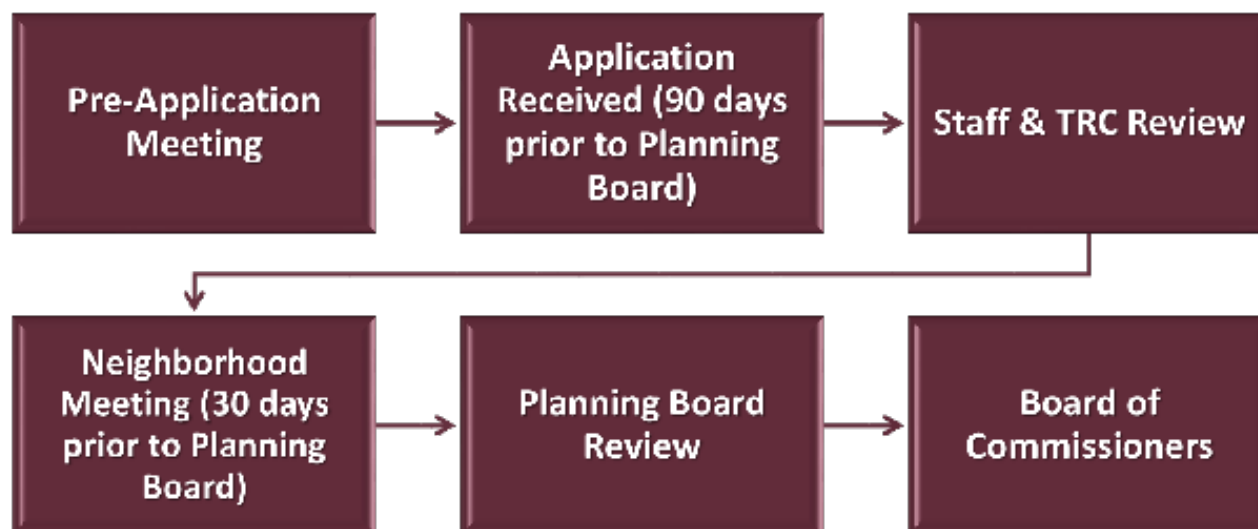 Pre-Application
Meeting
Application
Received (90 days
prior to Planning
Board)
Staff & TRC Review
Neighborhood
Meeting (30 days
prior to Planning
Board)
Planning Board
Review
Board of
Commissioners